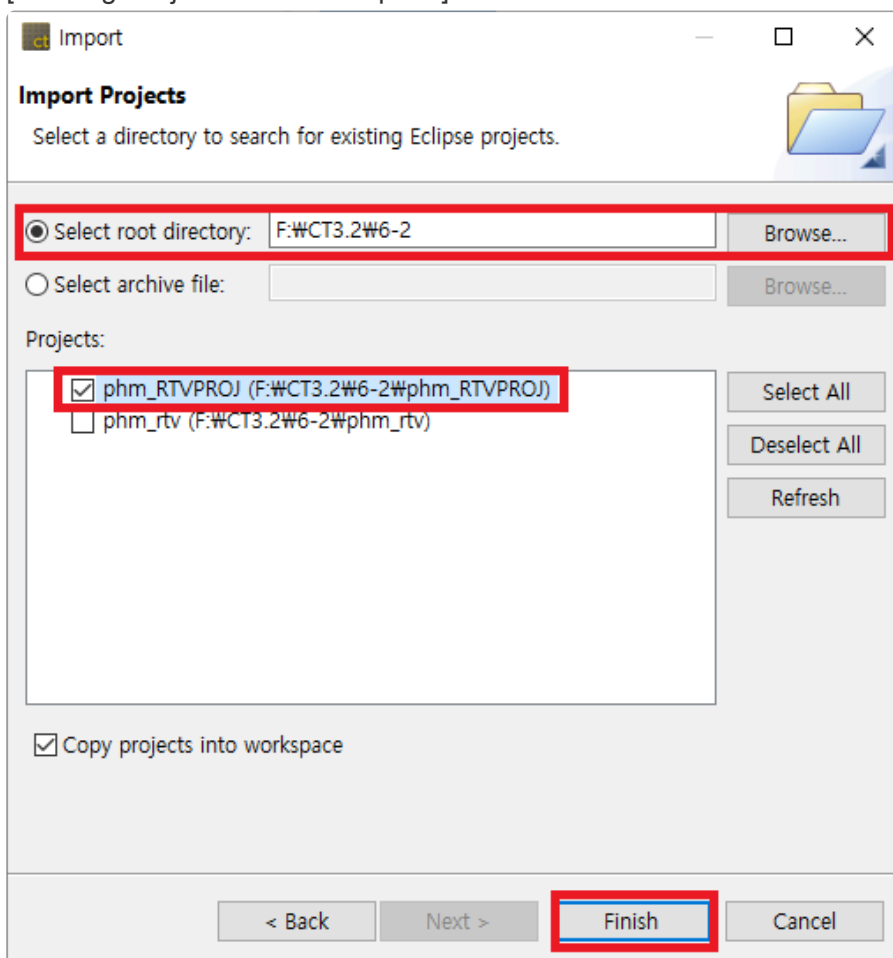 Import
Import Projects
Select a directory to search for existing Eclipse projects.
Select root directory: F:₩CT3.2₩6-2 Browse...
Select archive file: Browse...
Projects:
phm_RTVPROJ (F:₩CT3.2₩6-2₩phm_RTVPROJ)
phm_rtv (F:₩CT3.2₩6-2₩phm_rtv)
Select All
Deselect All
Refresh
Copy projects into workspace
< Back Next > Finish Cancel